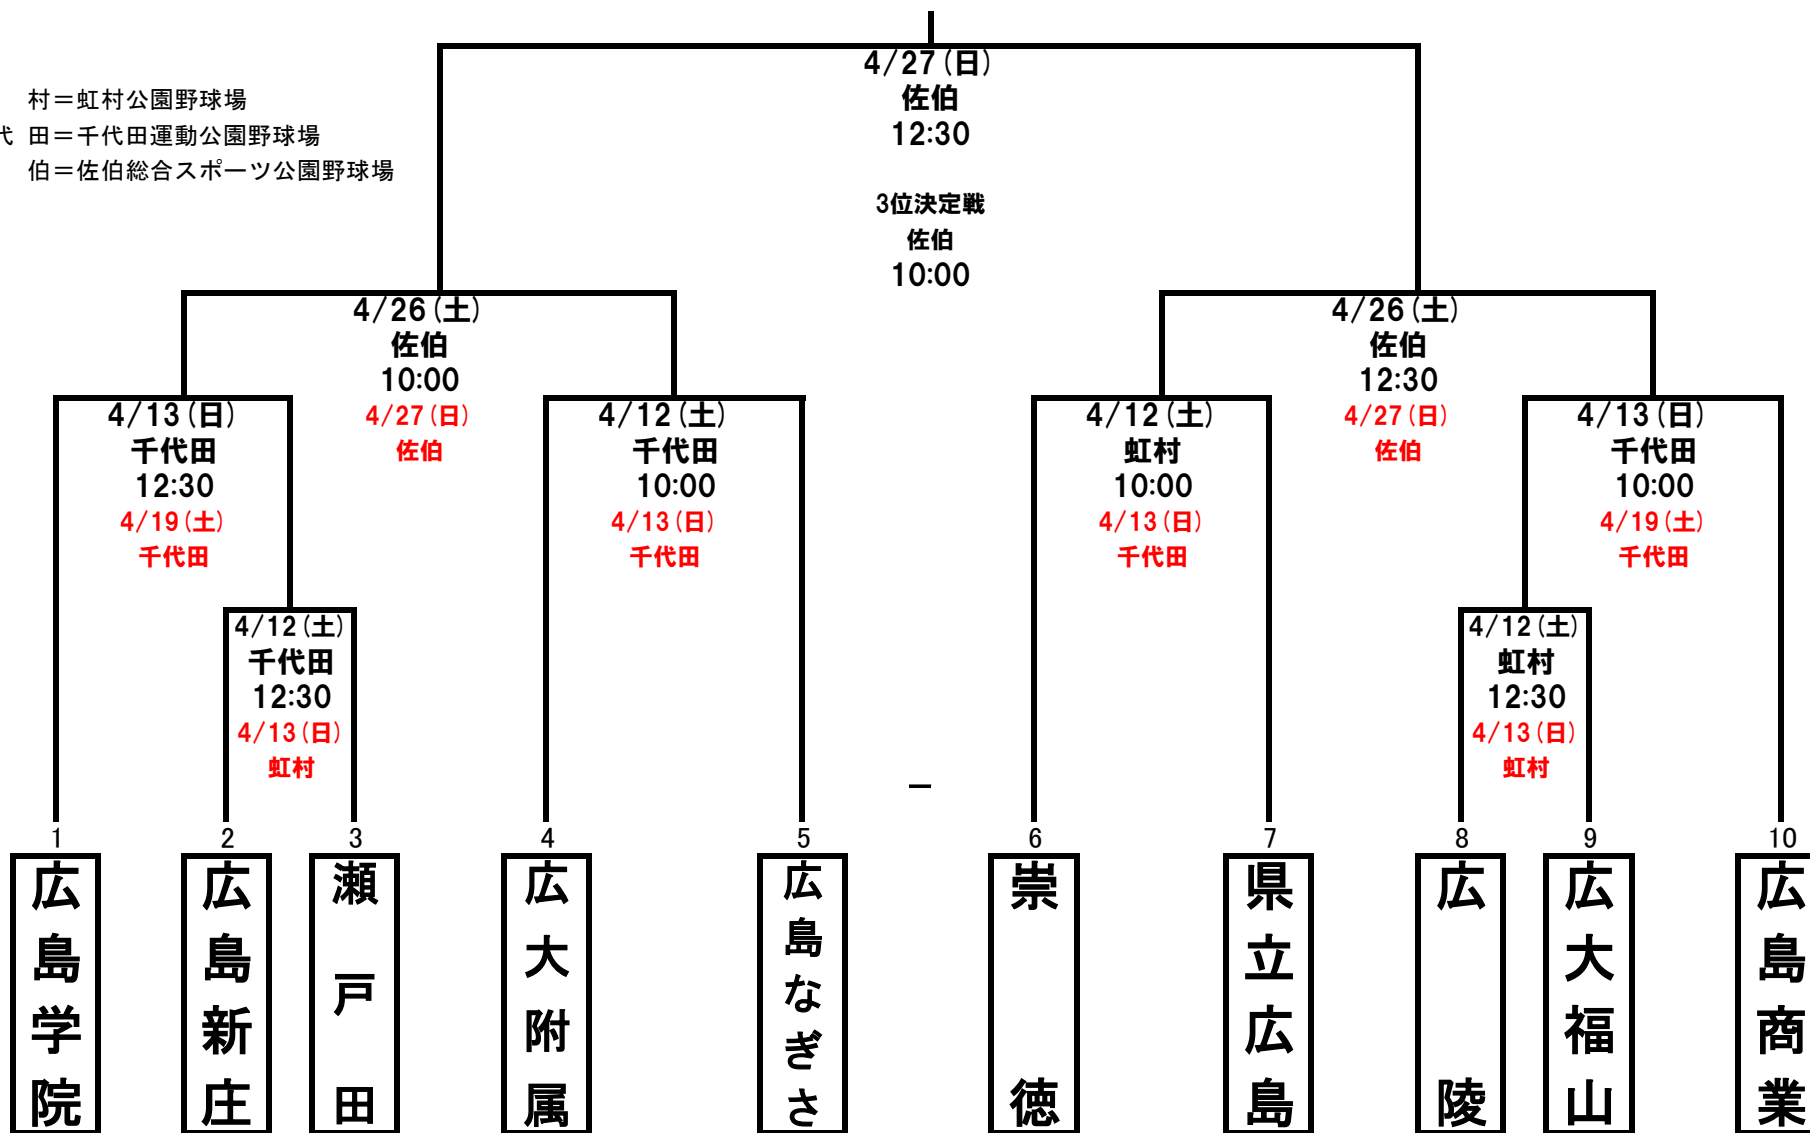 4/27(日)
佐伯
12:30
村＝虹村公園野球場
代 田＝千代田運動公園野球場
伯＝佐伯総合スポーツ公園野球場
3位決定戦
佐伯
10:00
4/26(土)
佐伯
10:00
4/27(日)
佐伯
4/26(土)
佐伯
12:30
4/27(日)
佐伯
4/13(日)
千代田
12:30
4/19(土)
千代田
4/12(土)
千代田
10:00
4/13(日)
千代田
4/12(土)
虹村
10:00
4/13(日)
千代田
4/13(日)
千代田
10:00
4/19(土)
千代田
4/12(土)
千代田
12:30
4/13(日)
虹村
4/12(土)
虹村
12:30
4/13(日)
虹村
1
広島学院
2
広島新庄
3
瀬戸田
4
広大附属
5
広島なぎさ
6
崇徳
7
県立広島
8
広陵
9
広大福山
10
広島商業